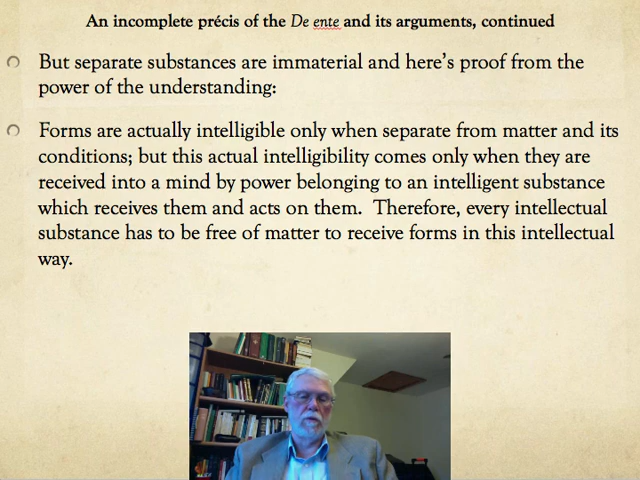 An incomplete précis of the De ente and its arguments, continued
But separate substances are immaterial and here's proof from the
power of the understanding:
Forms are actually intelligible only when separate from matter and its
conditions; but this actual intelligibility comes only when they are
received into a mind by power belonging to an intelligent substance
which receives them and acts on them.  Therefore, every intellectual
substance has to be free of matter to receive forms in this intellectual
way.